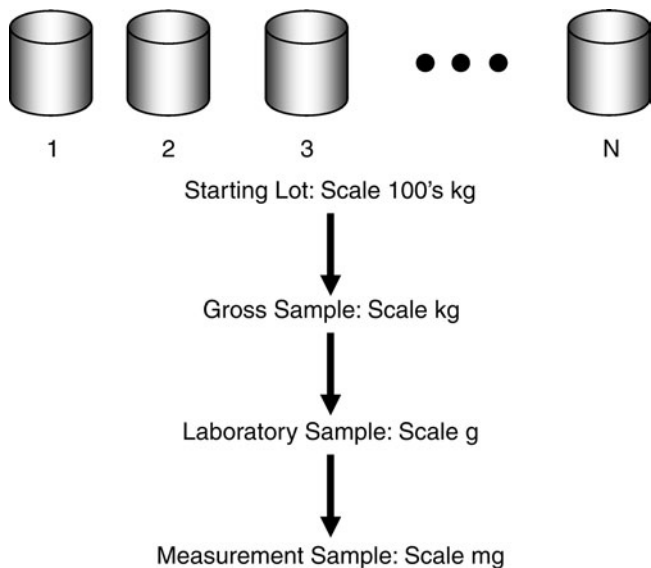 1 2 3 N
Starting Lot: Scale 100's kg
Gross Sample: Scale kg
Laboratory Sample: Scale g
Measurement Sample: Scale mg